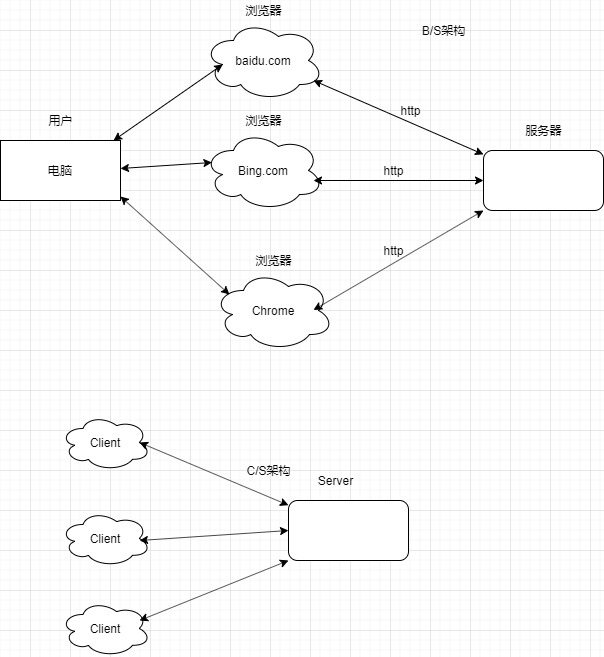 浏览器
B/S架构
baidu.com
http
用户
浏览器
服务器
电脑
Bing.com
http
浏览器
http
Chrome
Client
C/S架构
Server
Client
Client